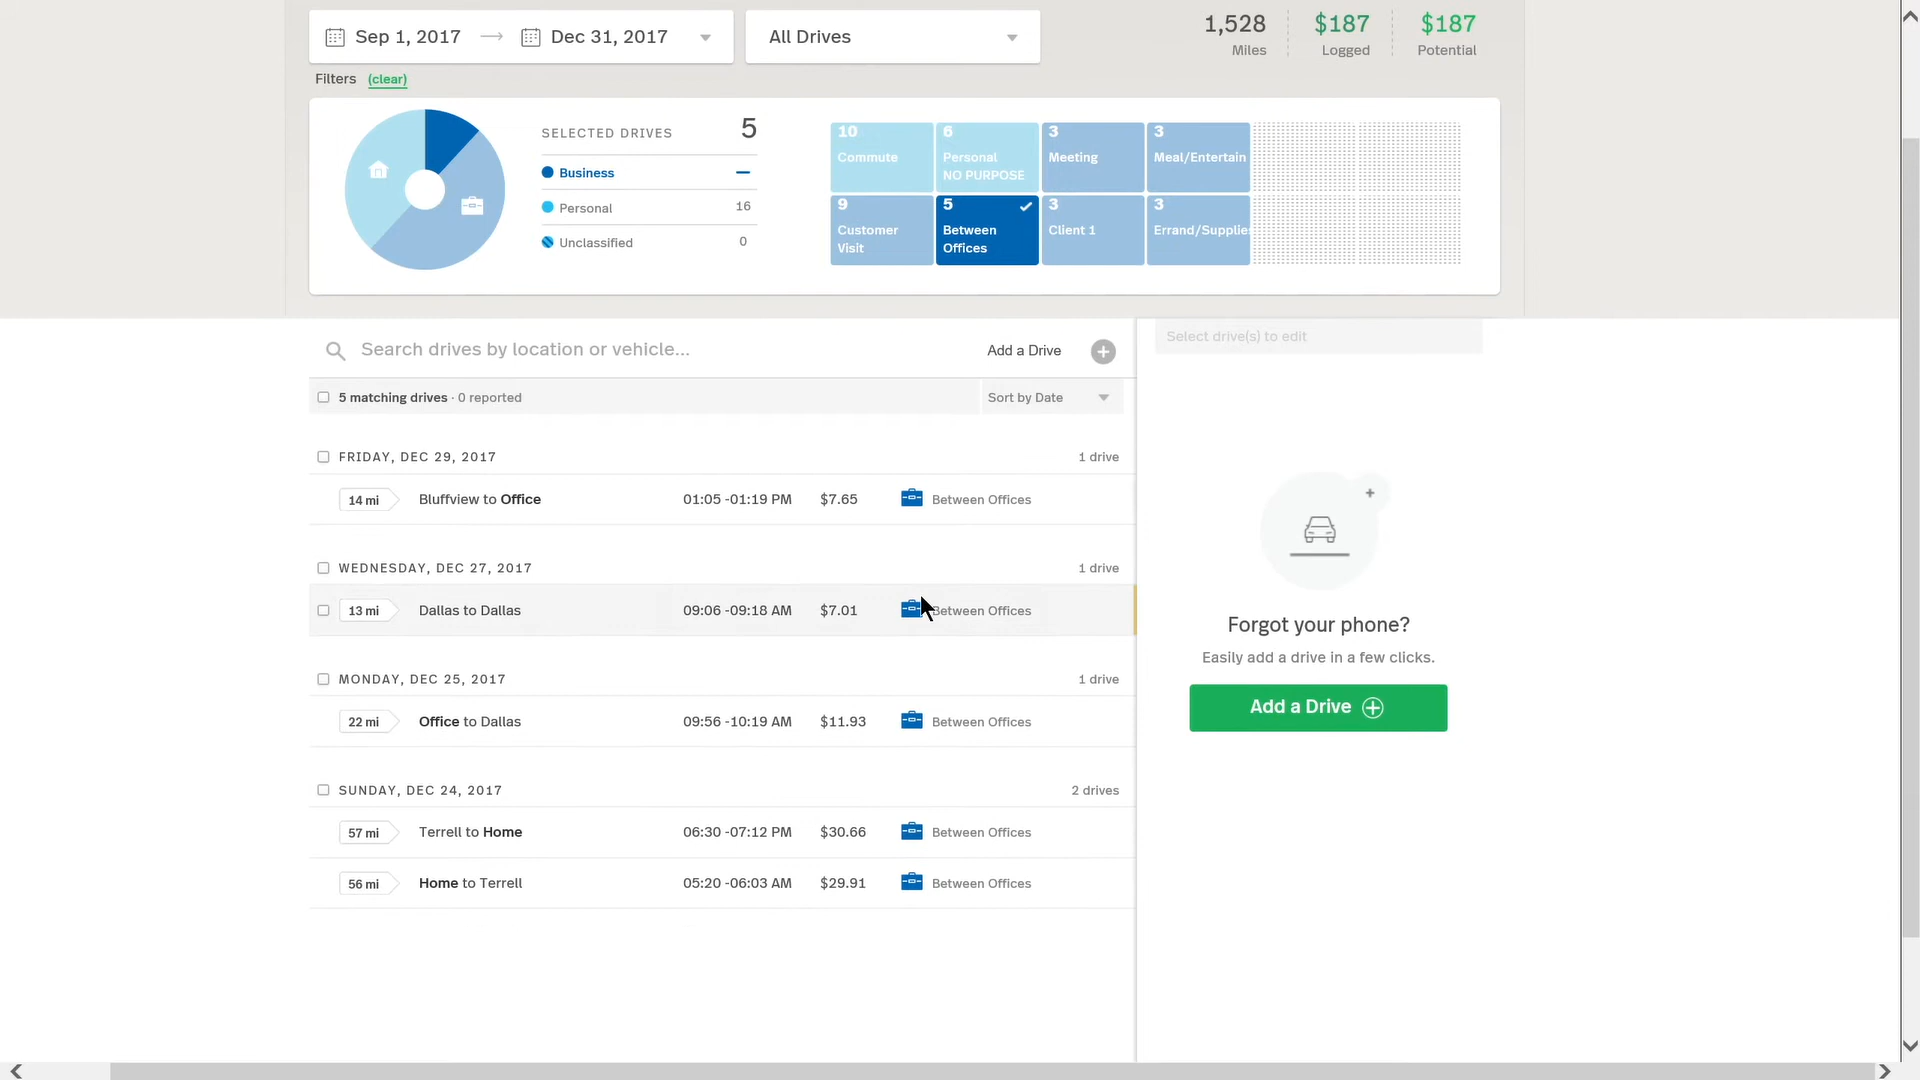 Sep 1, 2017 → Dec 31, 2017
All Drives
1,528
Miles
$187
Logged
$187
Potential
Filters (clear)
SELECTED DRIVES 5
Business —
Personal 16
Unclassified 0
10
Commute
6
Personal
NO PURPOSE
3
Meeting
3
Meal/Entertain
9
Customer
Visit
5
Between
Offices
3
Client 1
3
Errand/Supplie
Search drives by location or vehicle...
Add a Drive
5 matching drives · 0 reported
Sort by Date
FRIDAY, DEC 29, 2017 1 drive
14 mi Bluffview to Office 01:05 -01:19 PM $7.65 Between Offices
WEDNESDAY, DEC 27, 2017 1 drive
13 mi Dallas to Dallas 09:06 -09:18 AM $7.01 Between Offices
MONDAY, DEC 25, 2017 1 drive
22 mi Office to Dallas 09:56 -10:19 AM $11.93 Between Offices
SUNDAY, DEC 24, 2017 2 drives
57 mi Terrell to Home 06:30 -07:12 PM $30.66 Between Offices
56 mi Home to Terrell 05:20 -06:03 AM $29.91 Between Offices
Select drive(s) to edit
Forgot your phone?
Easily add a drive in a few clicks.
Add a Drive